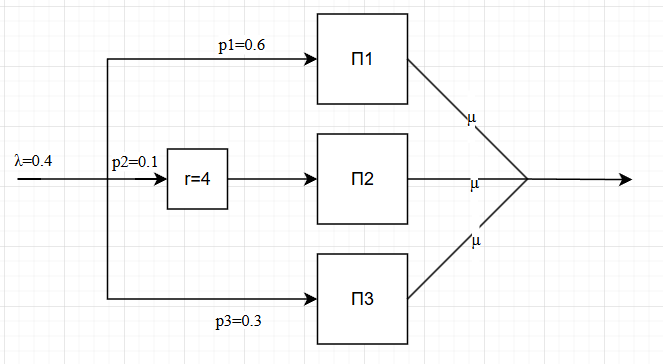 p1=0.6
П1
μ
λ=0.4
p2=0.1
r=4
П2
μ
μ
П3
p3=0.3